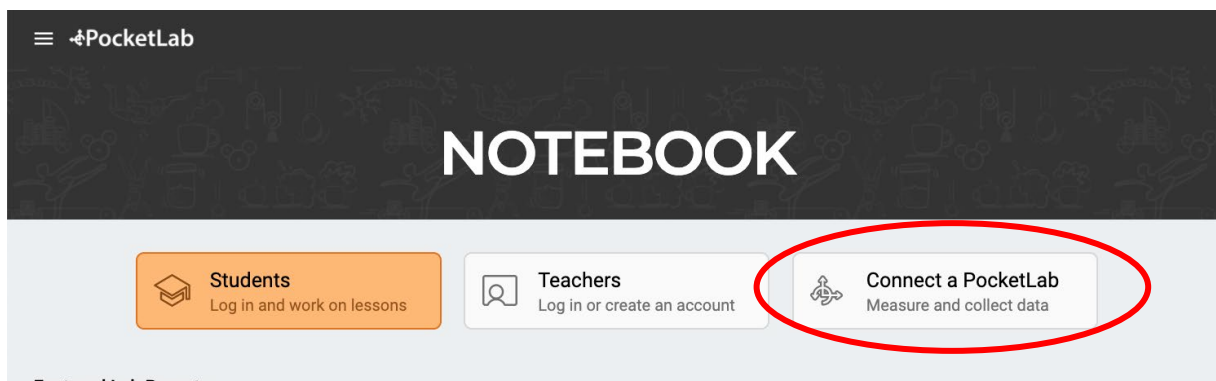 PocketLab
NOTEBOOK
Students
Log in and work on lessons
Teachers
Log in or create an account
Connect a PocketLab
Measure and collect data